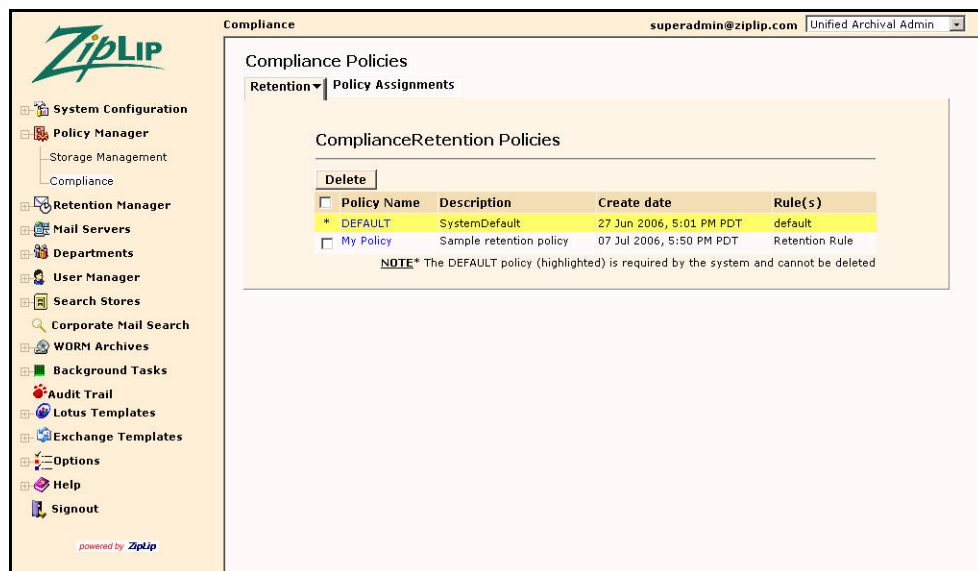 ZipLip
Compliance
superadmin@ziplip.com
Unified Archival Admin
System Configuration
Policy Manager
Storage Management
Compliance
Retention Manager
Mail Servers
Departments
User Manager
Search Stores
Corporate Mail Search
WORM Archives
Background Tasks
Audit Trail
Lotus Templates
Exchange Templates
Options
Help
Signout
powered by ZipLip
Compliance Policies
Retention Policy Assignments
ComplianceRetention Policies
Delete
Policy Name Description Create date Rule(s)
* DEFAULT SystemDefault 27 Jun 2006, 5:01 PM PDT default
My Policy Sample retention policy 07 Jul 2006, 5:50 PM PDT Retention Rule
NOTE* The DEFAULT policy (highlighted) is required by the system and cannot be deleted